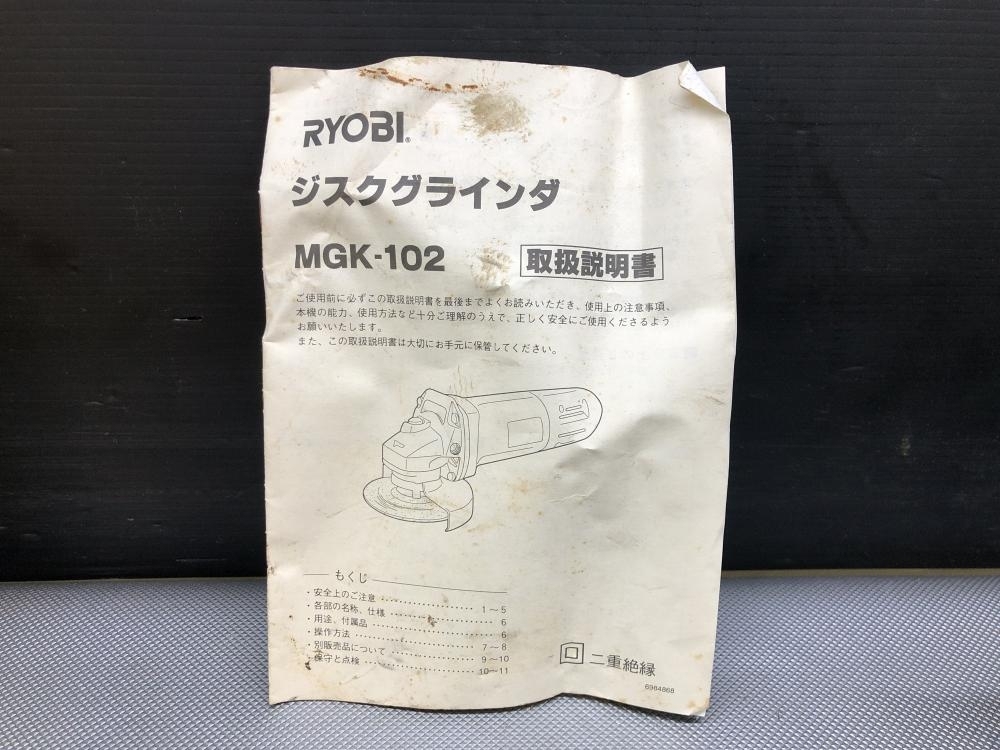 RYOBI®
ジスクグラインダ
MGK-102 取扱説明書
ご使用前に必ずこの取扱説明書を最後までよくお読みいただき、使用上の注意事項、
本機の能力、使用方法など十分ご理解のうえで、正しく安全にご使用くださるよう
お願いいたします。
また、この取扱説明書は大切にお手元に保管してください。
もくじ
・安全上のご注意 ・・・・・・・・・・・・・・・・ 1～5
・各部の名称、仕様 ・・・・・・・・・・・・・・・・ 6
・用途、付属品 ・・・・・・・・・・・・・・・・ 6
・操作方法 ・・・・・・・・・・・・・・・・ 7～8
・別販売品について ・・・・・・・・・・・・・・・・ 9～10
・保守と点検 ・・・・・・・・・・・・・・・・ 10～11
回 二重絶縁
6984868